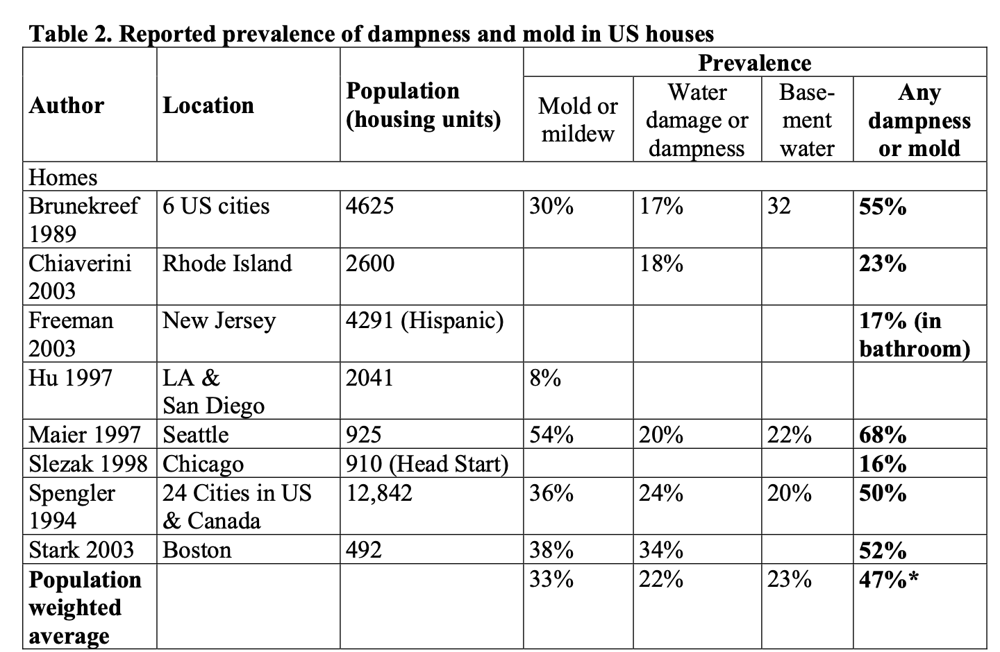 Table 2. Reported prevalence of dampness and mold in US houses
Author Location Population (housing units) Prevalence
Mold or mildew Water damage or dampness Base-ment water Any dampness or mold
Homes
Brunekreef 1989 6 US cities 4625 30% 17% 32 55%
Chiaverini 2003 Rhode Island 2600 18% 23%
Freeman 2003 New Jersey 4291 (Hispanic) 17% (in bathroom)
Hu 1997 LA & San Diego 2041 8%
Maier 1997 Seattle 925 54% 20% 22% 68%
Slezak 1998 Chicago 910 (Head Start) 16%
Spengler 1994 24 Cities in US & Canada 12,842 36% 24% 20% 50%
Stark 2003 Boston 492 38% 34% 52%
Population weighted average 33% 22% 23% 47%*